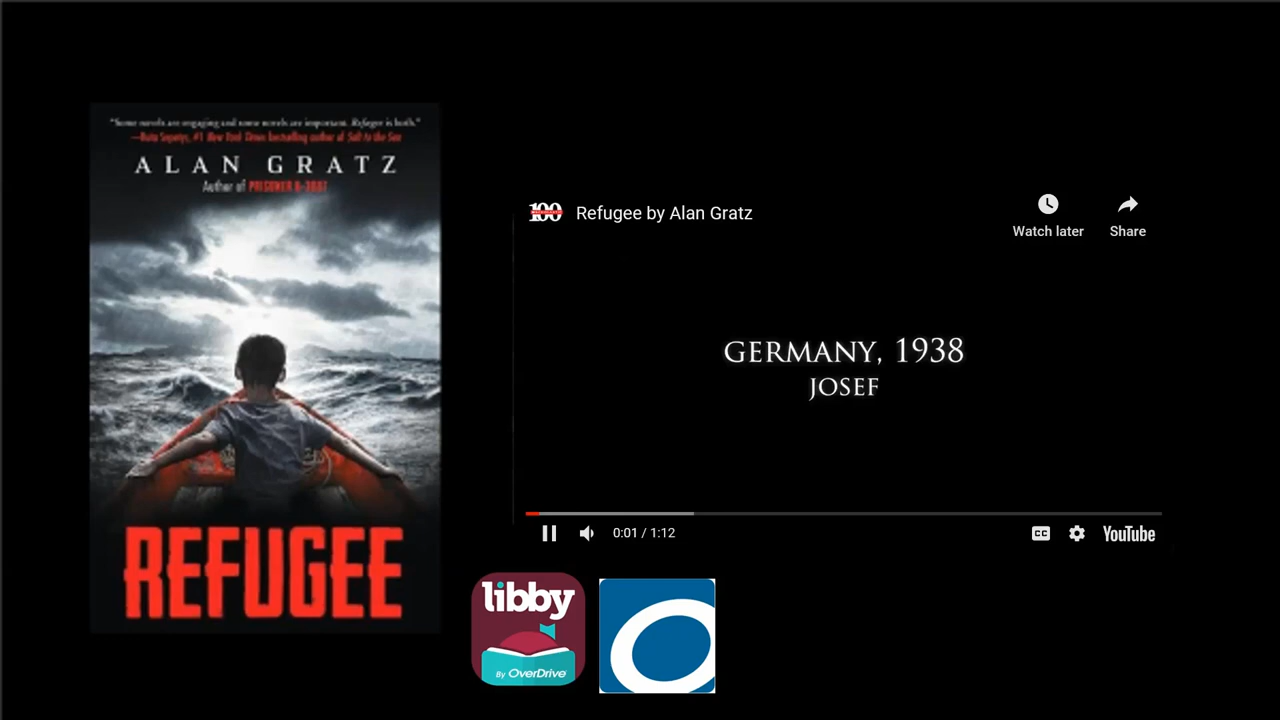 "Some novels are engaging and some novels are important. Refugee is both."
—Ruta Sepetys, #1 New York Times bestselling author of Salt to the Sea
ALAN GRATZ
Author of PRISONER B-3087
REFUGEE
100
Refugee by Alan Gratz
Watch later
Share
GERMANY, 1938
JOSEF
0:01 / 1:12
CC
YouTube
libby
By OverDrive